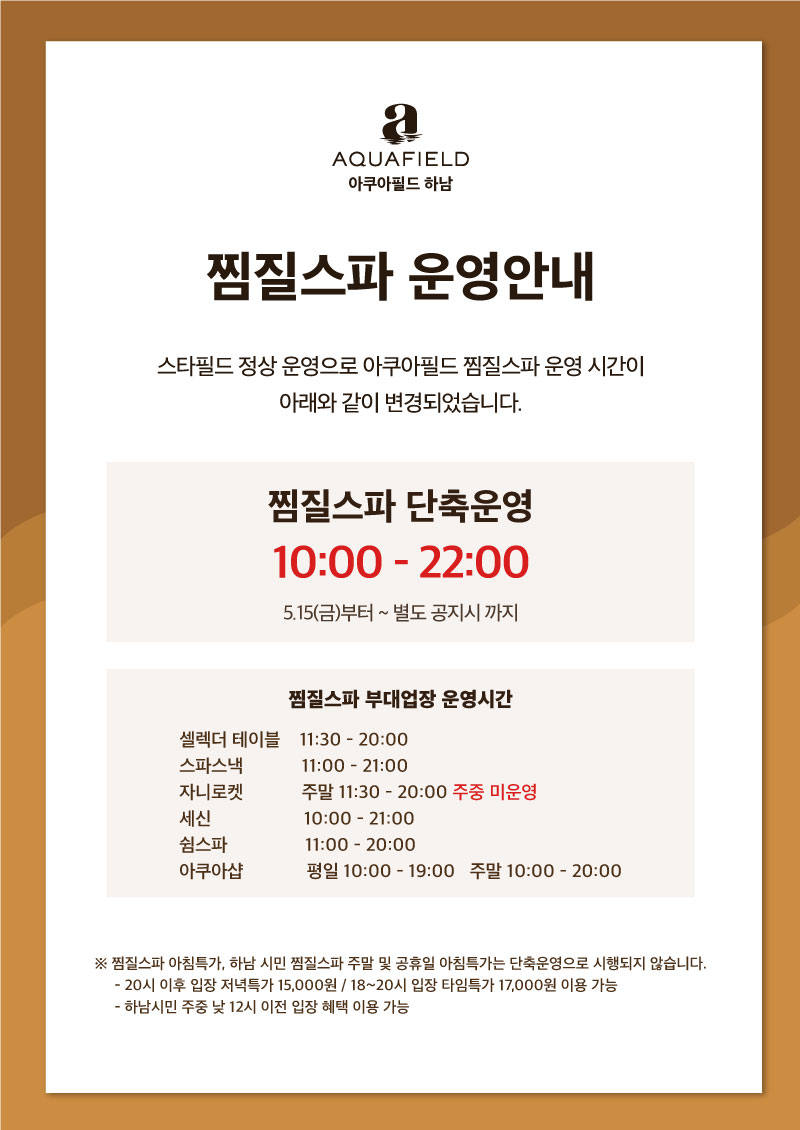 a
AQUAFIELD
아쿠아필드 하남
찜질스파 운영안내
스타필드 정상 운영으로 아쿠아필드 찜질스파 운영 시간이
아래와 같이 변경되었습니다.
찜질스파 단축운영
10:00 - 22:00
5.15(금)부터 ~ 별도 공지시 까지
찜질스파 부대업장 운영시간
셀렉더 테이블 11:30 - 20:00
스파스낵 11:00 - 21:00
자니로켓 주말 11:30 - 20:00 주중 미운영
세신 10:00 - 21:00
쉼스파 11:00 - 20:00
아쿠아샵 평일 10:00 - 19:00 주말 10:00 - 20:00
※ 찜질스파 아침특가, 하남 시민 찜질스파 주말 및 공휴일 아침특가는 단축운영으로 시행되지 않습니다.
- 20시 이후 입장 저녁특가 15,000원 / 18~20시 입장 타임특가 17,000원 이용 가능
- 하남시민 주중 낮 12시 이전 입장 혜택 이용 가능